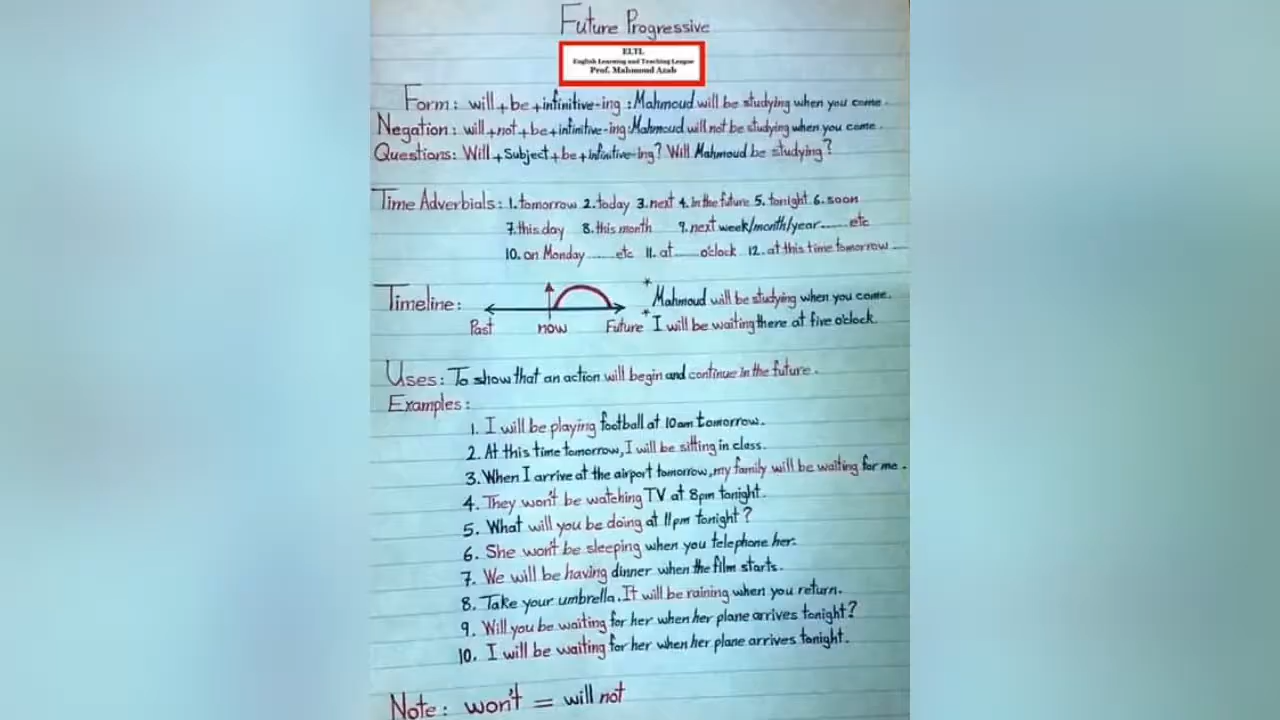 Future Progressive
ELTL
English Learning and Teaching League
Prof. Mahmoud Azab
Form: will+be+infinitive-ing: Mahmoud will be studying when you come.
Negation: will+not+be+infinitive-ing: Mahmoud will not be studying when you come.
Questions: Will+Subject+be+infinitive-ing? Will Mahmoud be studying?
Time Adverbials: 1. tomorrow 2. today 3. next 4. In the future 5. tonight 6. soon
7. this day 8. this month 9. next week/month/year...... etc
10. on Monday...... etc 11. at...... o'clock 12. at this time tomorrow....
Timeline: * Mahmoud will be studying when you come.
Past now Future * I will be waiting there at five o'clock.
Uses: To show that an action will begin and continue in the future.
Examples:
1. I will be playing football at 10am tomorrow.
2. At this time tomorrow, I will be sitting in class.
3. When I arrive at the airport tomorrow, my family will be waiting for me.
4. They won't be watching TV at 8pm tonight.
5. What will you be doing at 11pm tonight?
6. She won't be sleeping when you telephone her.
7. We will be having dinner when the film starts.
8. Take your umbrella. It will be raining when you return.
9. Will you be waiting for her when her plane arrives tonight?
10. I will be waiting for her when her plane arrives tonight.
Note: won't = will not